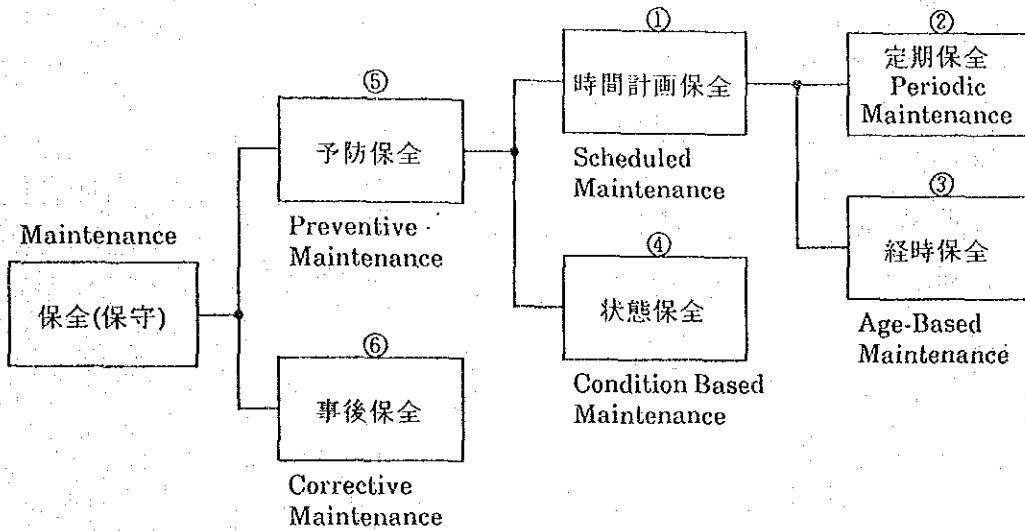 Maintenance
保全(保守)
⑤
予防保全
Preventive
Maintenance
⑥
事後保全
Corrective
Maintenance
①
時間計画保全
Scheduled
Maintenance
④
状態保全
Condition Based
Maintenance
②
定期保全
Periodic
Maintenance
③
経時保全
Age-Based
Maintenance